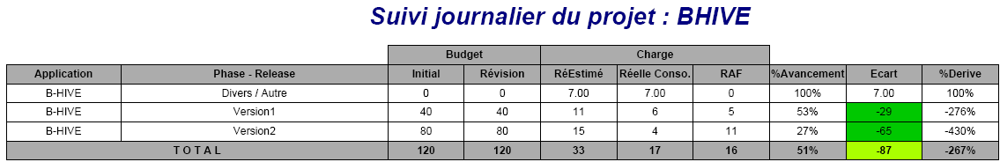 Suivi journalier du projet : BHIVE
Budget Charge
Application Phase - Release Initial Révision RéEstimé Réelle Conso. RAF %Avancement Ecart %Derive
B-HIVE Divers / Autre 0 0 7.00 7.00 0 100% 7.00 100%
B-HIVE Version1 40 40 11 6 5 53% -29 -276%
B-HIVE Version2 80 80 15 4 11 27% -65 -430%
T O T A L 120 120 33 17 16 51% -87 -267%